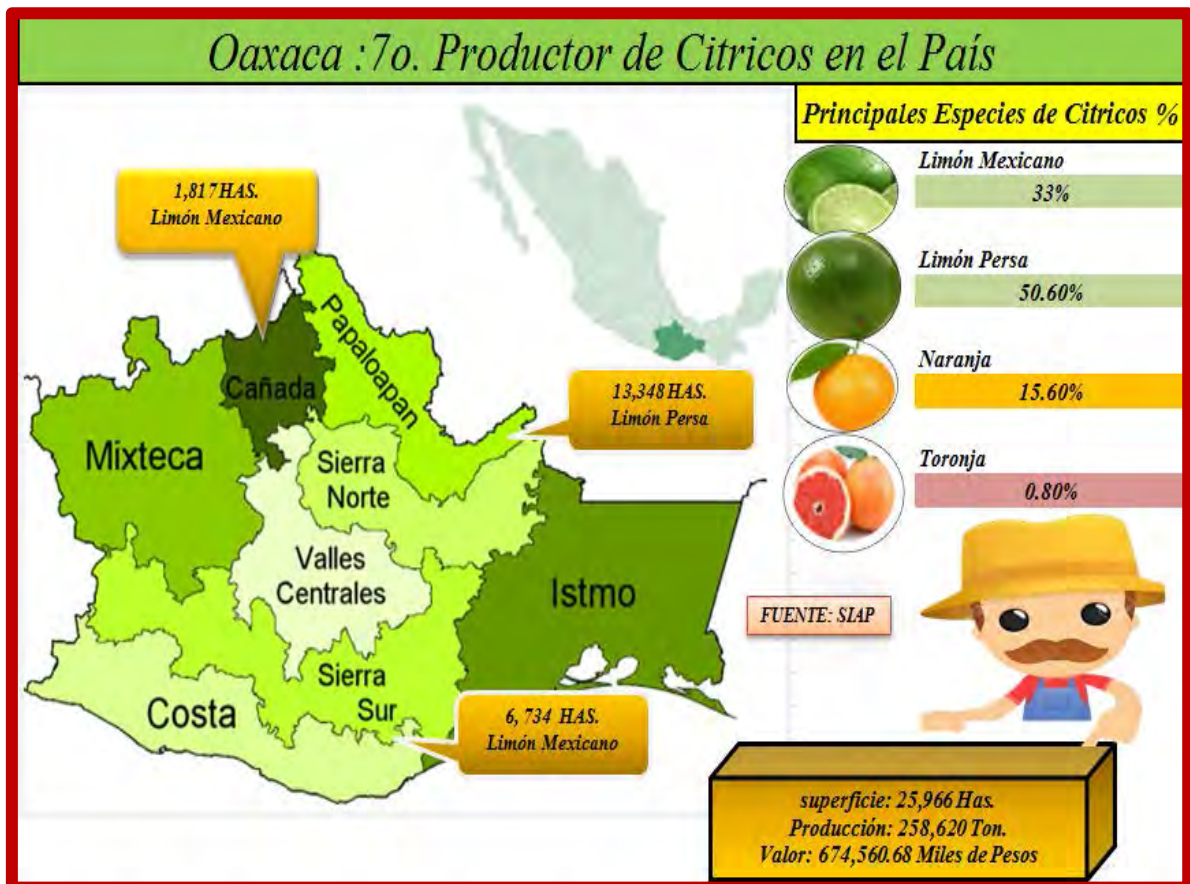 Oaxaca :7o. Productor de Citricos en el País
Principales Especies de Citricos %
Limón Mexicano
33%
Limón Persa
50.60%
Naranja
15.60%
Toronja
0.80%
1,817 HAS.
Limón Mexicano
Papaloapan
Cañada
13,348 HAS.
Limón Persa
Mixteca
Sierra
Norte
Valles
Centrales
Istmo
FUENTE: SIAP
Sierra
Sur
Costa
6, 734 HAS.
Limón Mexicano
superficie: 25,966 Has.
Producción: 258,620 Ton.
Valor: 674,560.68 Miles de Pesos